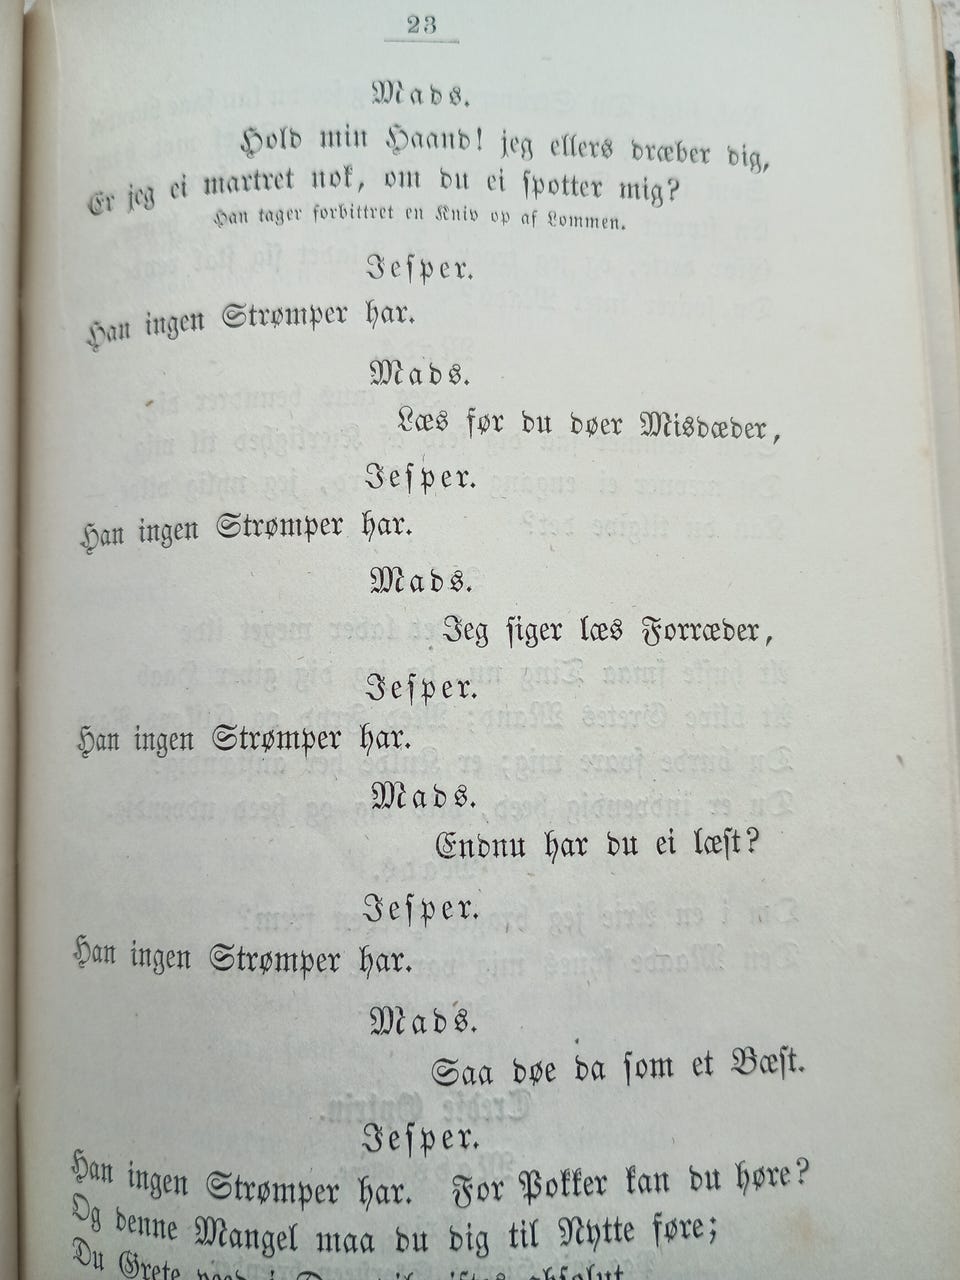 23
Mads.
Hold min Haand! jeg ellers dræber dig,
Er jeg ei martret nok, om du ei spotter mig?
Han tager forbittret en Kniv op af Lommen.
Jesper.
Han ingen Strømper har.
Mads.
Læs før du døer Misdæder,
Jesper.
Han ingen Strømper har.
Mads.
Jeg siger læs Forræder,
Jesper.
Han ingen Strømper har.
Mads.
Endnu har du ei læst?
Jesper.
Han ingen Strømper har.
Mads.
Saa døe da som et Bæst.
Jesper.
Han ingen Strømper har. For Pokker kan du høre?
Og denne Mangel maa du dig til Nytte føre;
Du Grete absolut